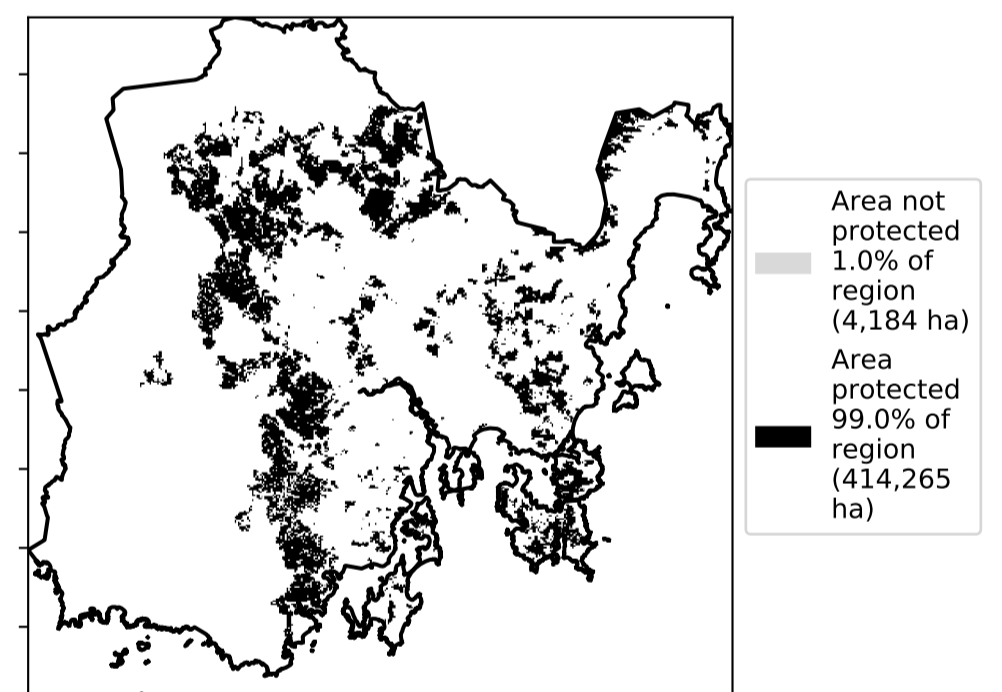 Area not
protected
1.0% of
region
(4,184 ha)
Area
protected
99.0% of
region
(414,265
ha)